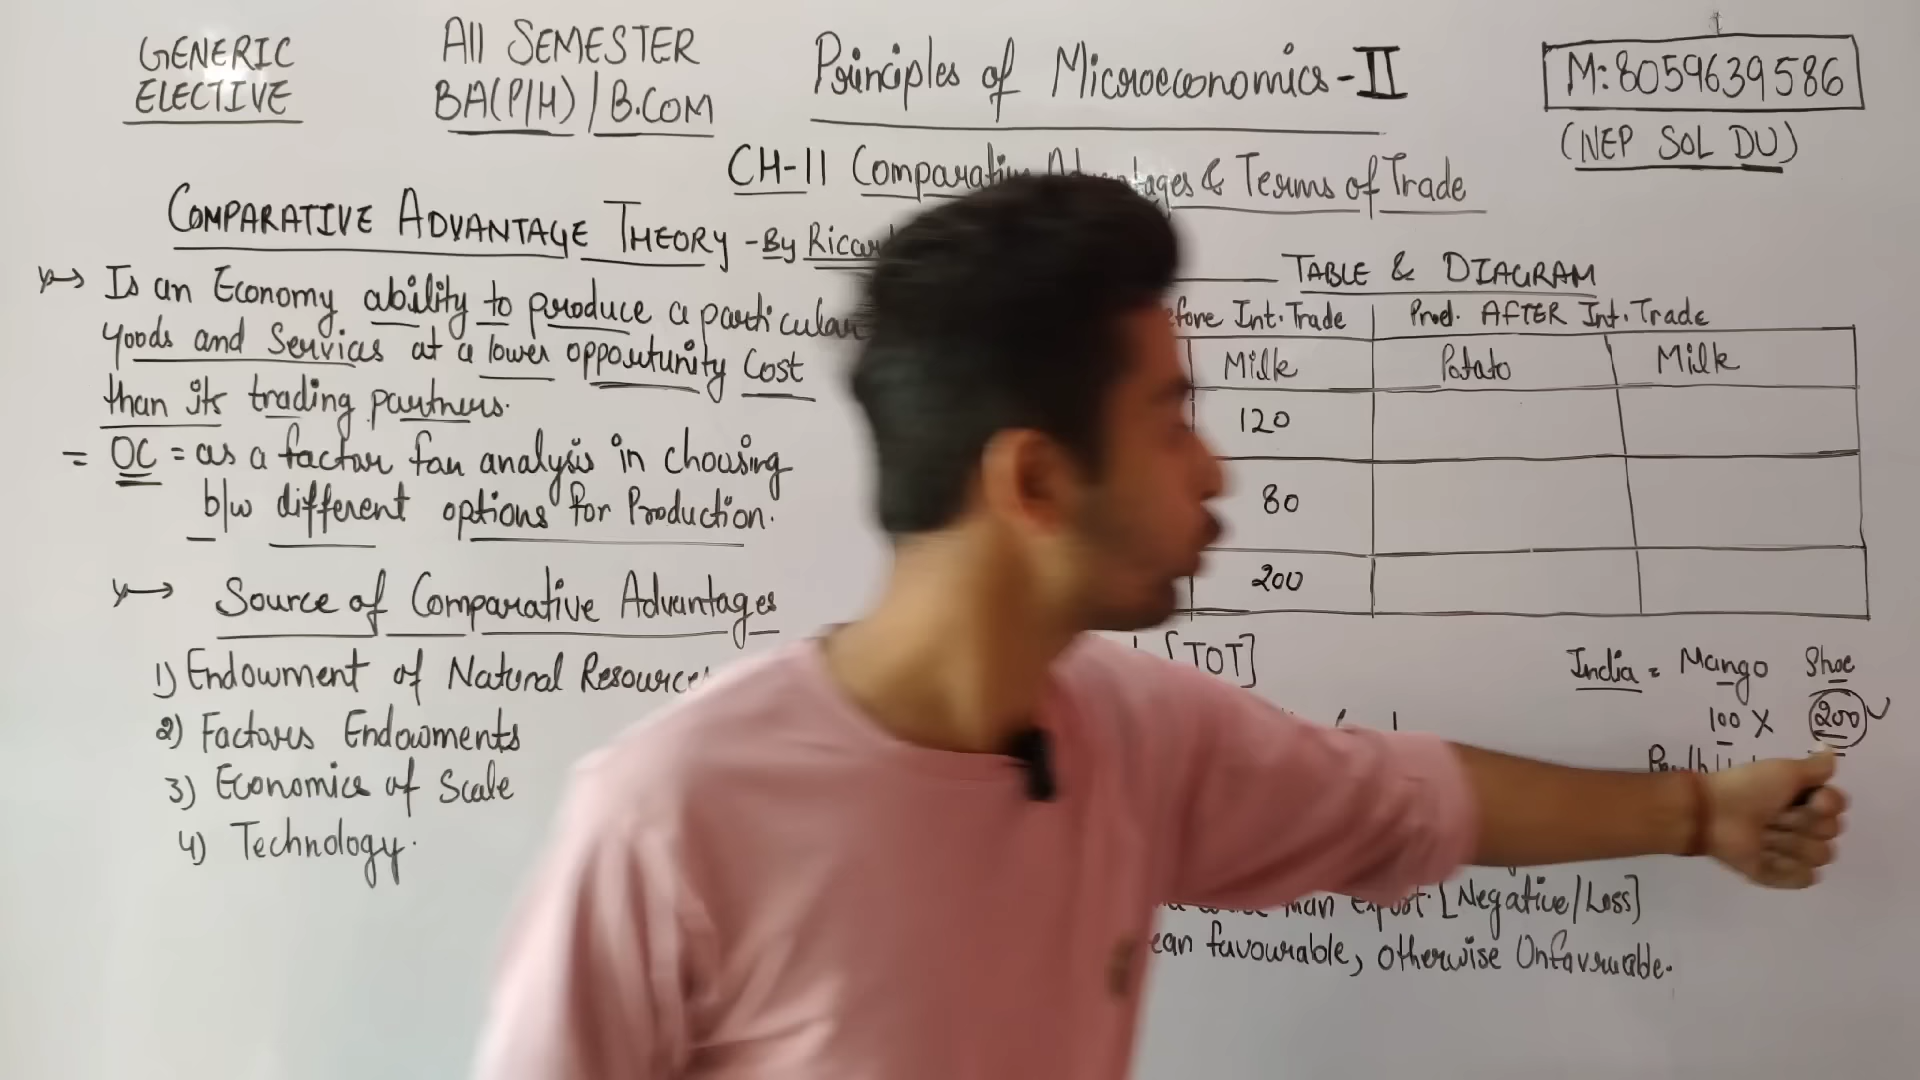 GENERIC
ELECTIVE
All SEMESTER
BA(P/H) / B.COM
Principles of Microeconomics-II
M:8059639586
(NEP SOL DU)
CH-11 Comparative Advantages & Terms of Trade
COMPARATIVE ADVANTAGE THEORY - By
Is an Economy ability to produce a particular
goods and Services at a lower opportunity Cost
than its trading partners.
= OC = as a factor for analysis in choosing
b/w different options for Production.
Source of Comparative Advantages
1) Endowment of Natural Resources
2) Factors Endowments
3) Economics of Scale
4) Technology.
TABLE & DIAGRAM
Int. Trade
Prod. AFTER Int. Trade
Milk
Potato
Milk
120
80
200
[TOT]
India = Mango Shoe
100 X 200 ✓
than Export. [Negative/Loss]
favourable, otherwise Unfavourable.